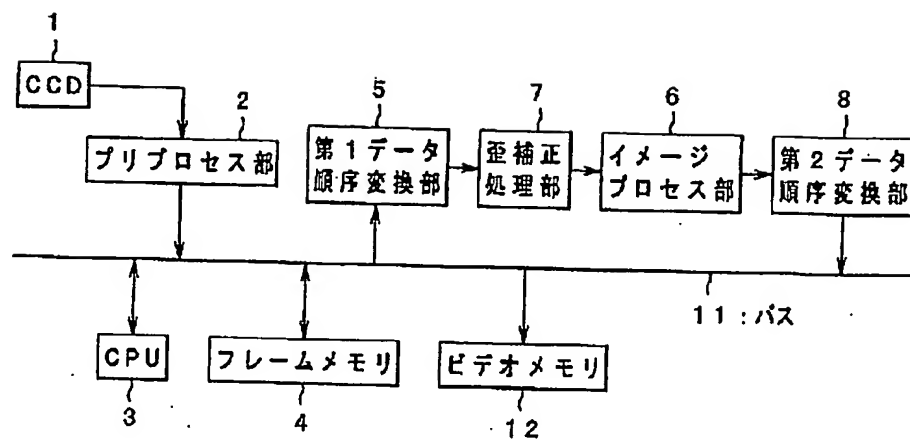 1
CCD
2
プリプロセス部
5
第1データ
順序変換部
7
歪補正
処理部
6
イメージ
プロセス部
8
第2データ
順序変換部
11:バス
CPU
3
フレームメモリ
4
ビデオメモリ
12